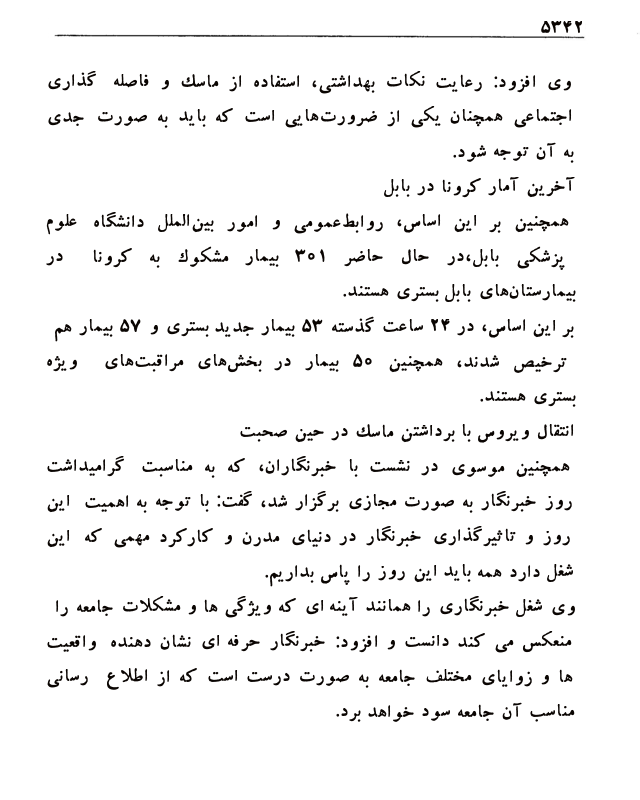 ۵۳۴۲
وی افزود: رعایت نکات بهداشتی، استفاده از ماسك و فاصله گذاری
اجتماعی همچنان یکی از ضرورت‌هایی است که باید به صورت جدی
به آن توجه شود.
آخرین آمار کرونا در بابل
همچنین بر این اساس، روابط‌عمومی و امور بین‌الملل دانشگاه علوم
پزشکی بابل،در حال حاضر ۳۰۱ بیمار مشکوك به کرونا در
بیمارستان‌های بابل بستری هستند.
بر این اساس، در ۲۴ ساعت گذسته ۵۳ بیمار جدید بستری و ۵۷ بیمار هم
ترخیص شدند، همچنین ۵۰ بیمار در بخش‌های مراقبت‌های ویژه
بستری هستند.
انتقال ویروس با برداشتن ماسك در حین صحبت
همچنین موسوی در نشست با خبرنگاران، که به مناسبت گرامیداشت
روز خبرنگار به صورت مجازی برگزار شد، گفت: با توجه به اهمیت این
روز و تاثیرگذاری خبرنگار در دنیای مدرن و کارکرد مهمی که این
شغل دارد همه باید این روز را پاس بداریم.
وی شغل خبرنگاری را همانند آینه ای که ویژگی ها و مشکلات جامعه را
منعکس می کند دانست و افزود: خبرنگار حرفه ای نشان دهنده واقعیت
ها و زوایای مختلف جامعه به صورت درست است که از اطلاع رسانی
مناسب آن جامعه سود خواهد برد.